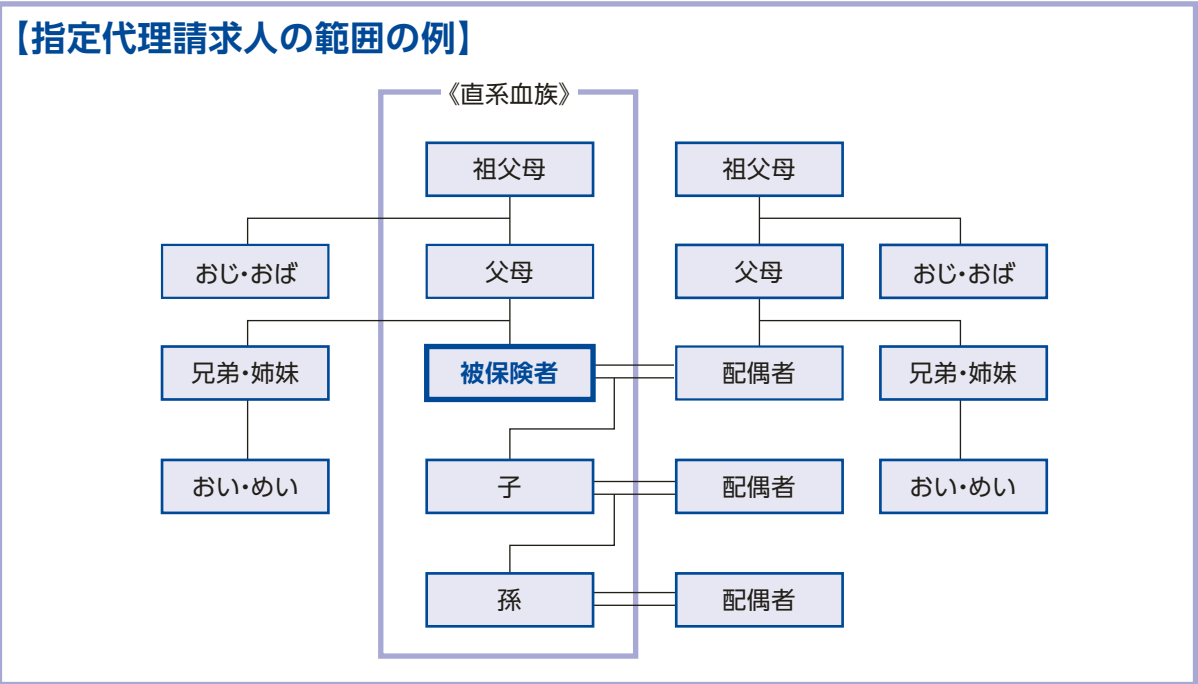 【指定代理請求人の範囲の例】
《直系血族》
祖父母
祖父母
おじ・おば
父母
父母
おじ・おば
兄弟・姉妹
被保険者
配偶者
兄弟・姉妹
おい・めい
子
配偶者
おい・めい
孫
配偶者